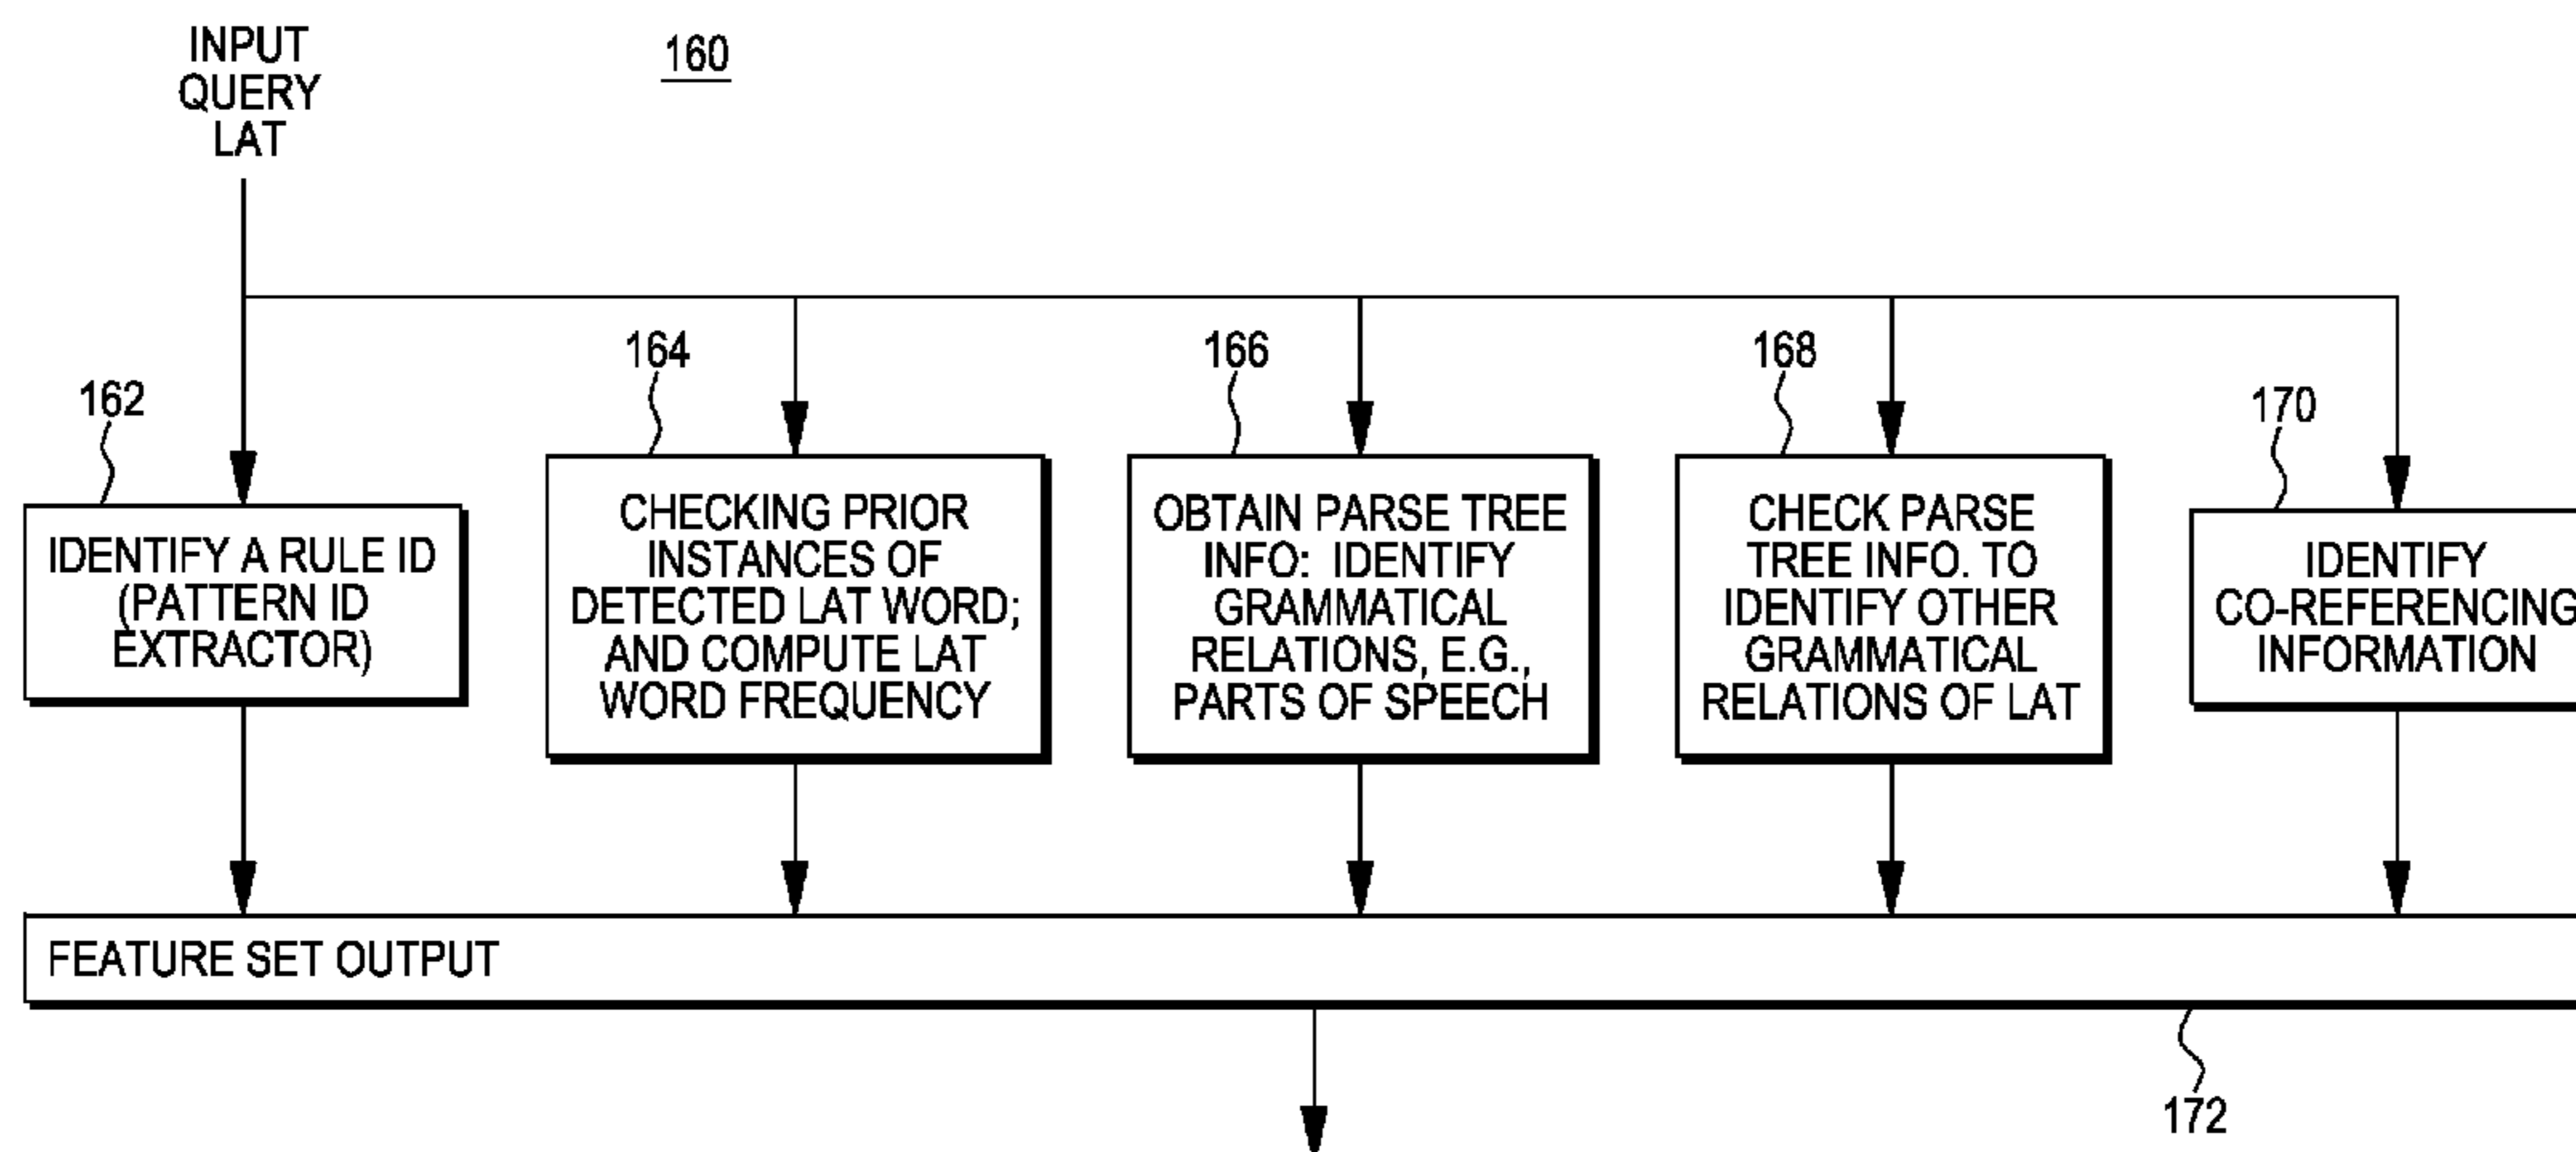 INPUT
QUERY
LAT
160
162
IDENTIFY A RULE ID
(PATTERN ID
EXTRACTOR)
164
CHECKING PRIOR
INSTANCES OF
DETECTED LAT WORD;
AND COMPUTE LAT
WORD FREQUENCY
166
OBTAIN PARSE TREE
INFO: IDENTIFY
GRAMMATICAL
RELATIONS, E.G.,
PARTS OF SPEECH
168
CHECK PARSE
TREE INFO. TO
IDENTIFY OTHER
GRAMMATICAL
RELATIONS OF LAT
170
IDENTIFY
CO-REFERENCING
INFORMATION
FEATURE SET OUTPUT
172